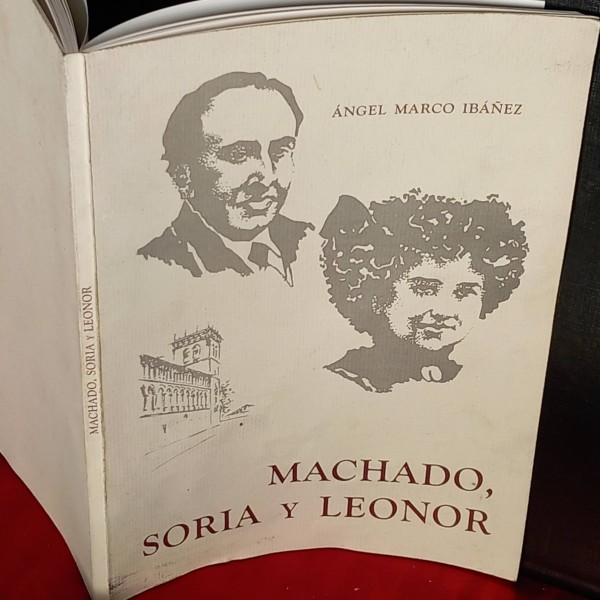 ÁNGEL MARCO IBÁÑEZ
MACHADO,
SORIA Y LEONOR
MACHADO, SORIA Y LEONOR